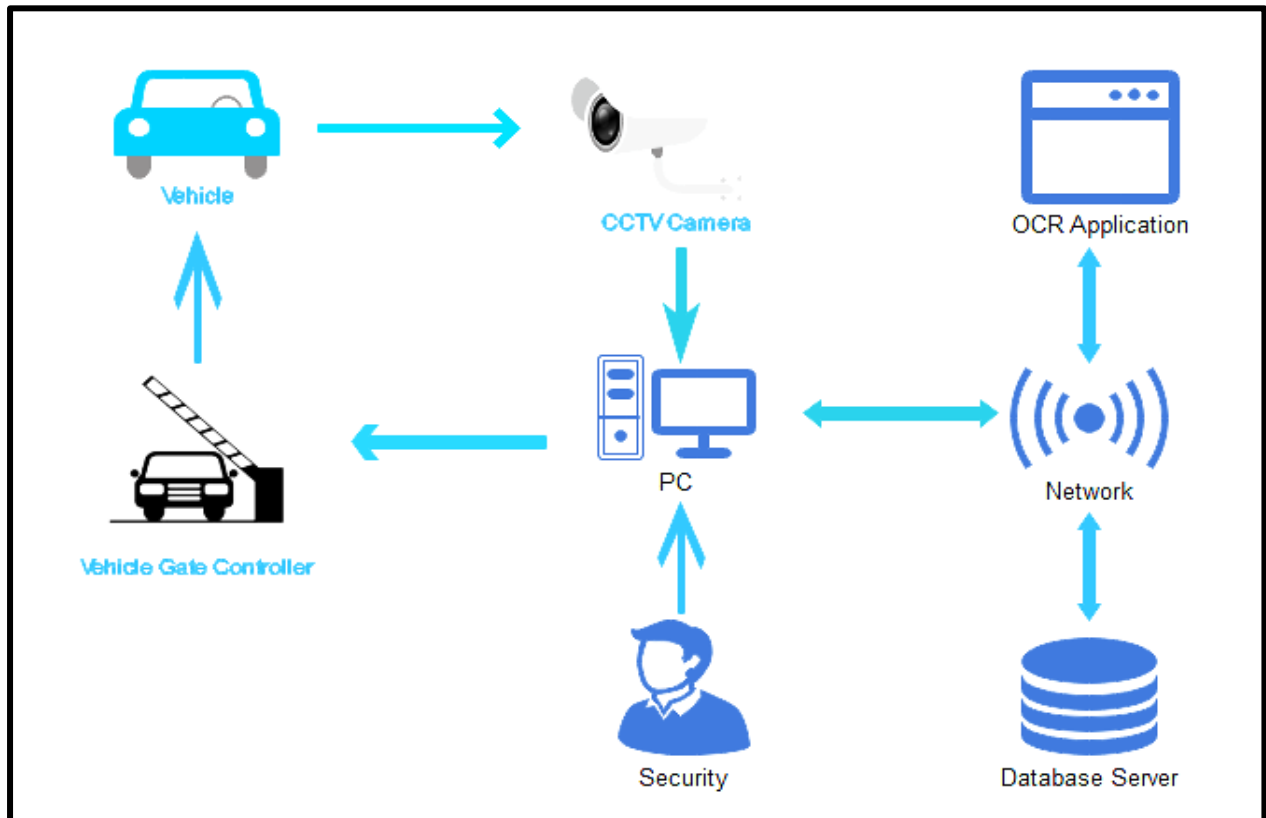 Vehicle
CCTV Camera
OCR Application
PC
Network
Vehicle Gate Controller
Security
Database Server